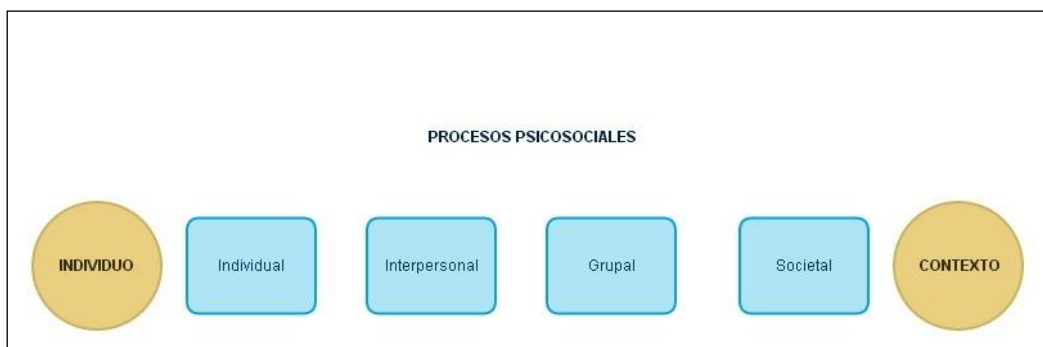 PROCESOS PSICOSOCIALES
INDIVIDUO
Individual
Interpersonal
Grupal
Societal
CONTEXTO